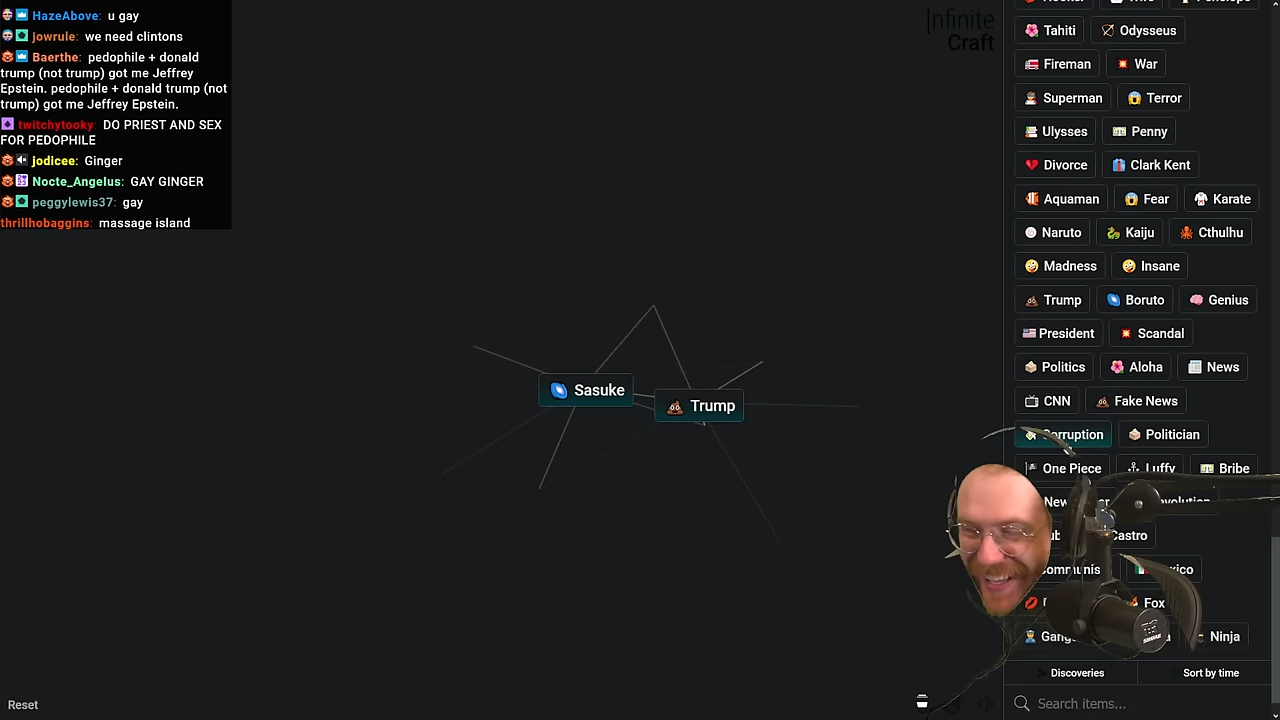 HazeAbove: u gay
Jowrule: we need clintons
Baerthe: pedophile + donald
trump (not trump) got me Jeffrey
Epstein. pedophile + donald trump (not
trump) got me Jeffrey Epstein.
twitchytooky: DO PRIEST AND SEX
FOR PEDOPHILE
jodicee: Ginger
Nocte_Angelus: GAY GINGER
peggylewis37: gay
thrillhobaggins: massage island
Infinite
Craft
Sasuke
Trump
Tahiti Odysseus
Fireman War
Superman Terror
Ulysses Penny
Divorce Clark Kent
Aquaman Fear Karate
Naruto Kaiju Cthulhu
Madness Insane
Trump Boruto Genius
President Scandal
Politics Aloha News
CNN Fake News
Corruption Politician
One Piece Luffy Bribe
Castro
Fox
Ninja
Discoveries Sort by time
Search items...
Reset